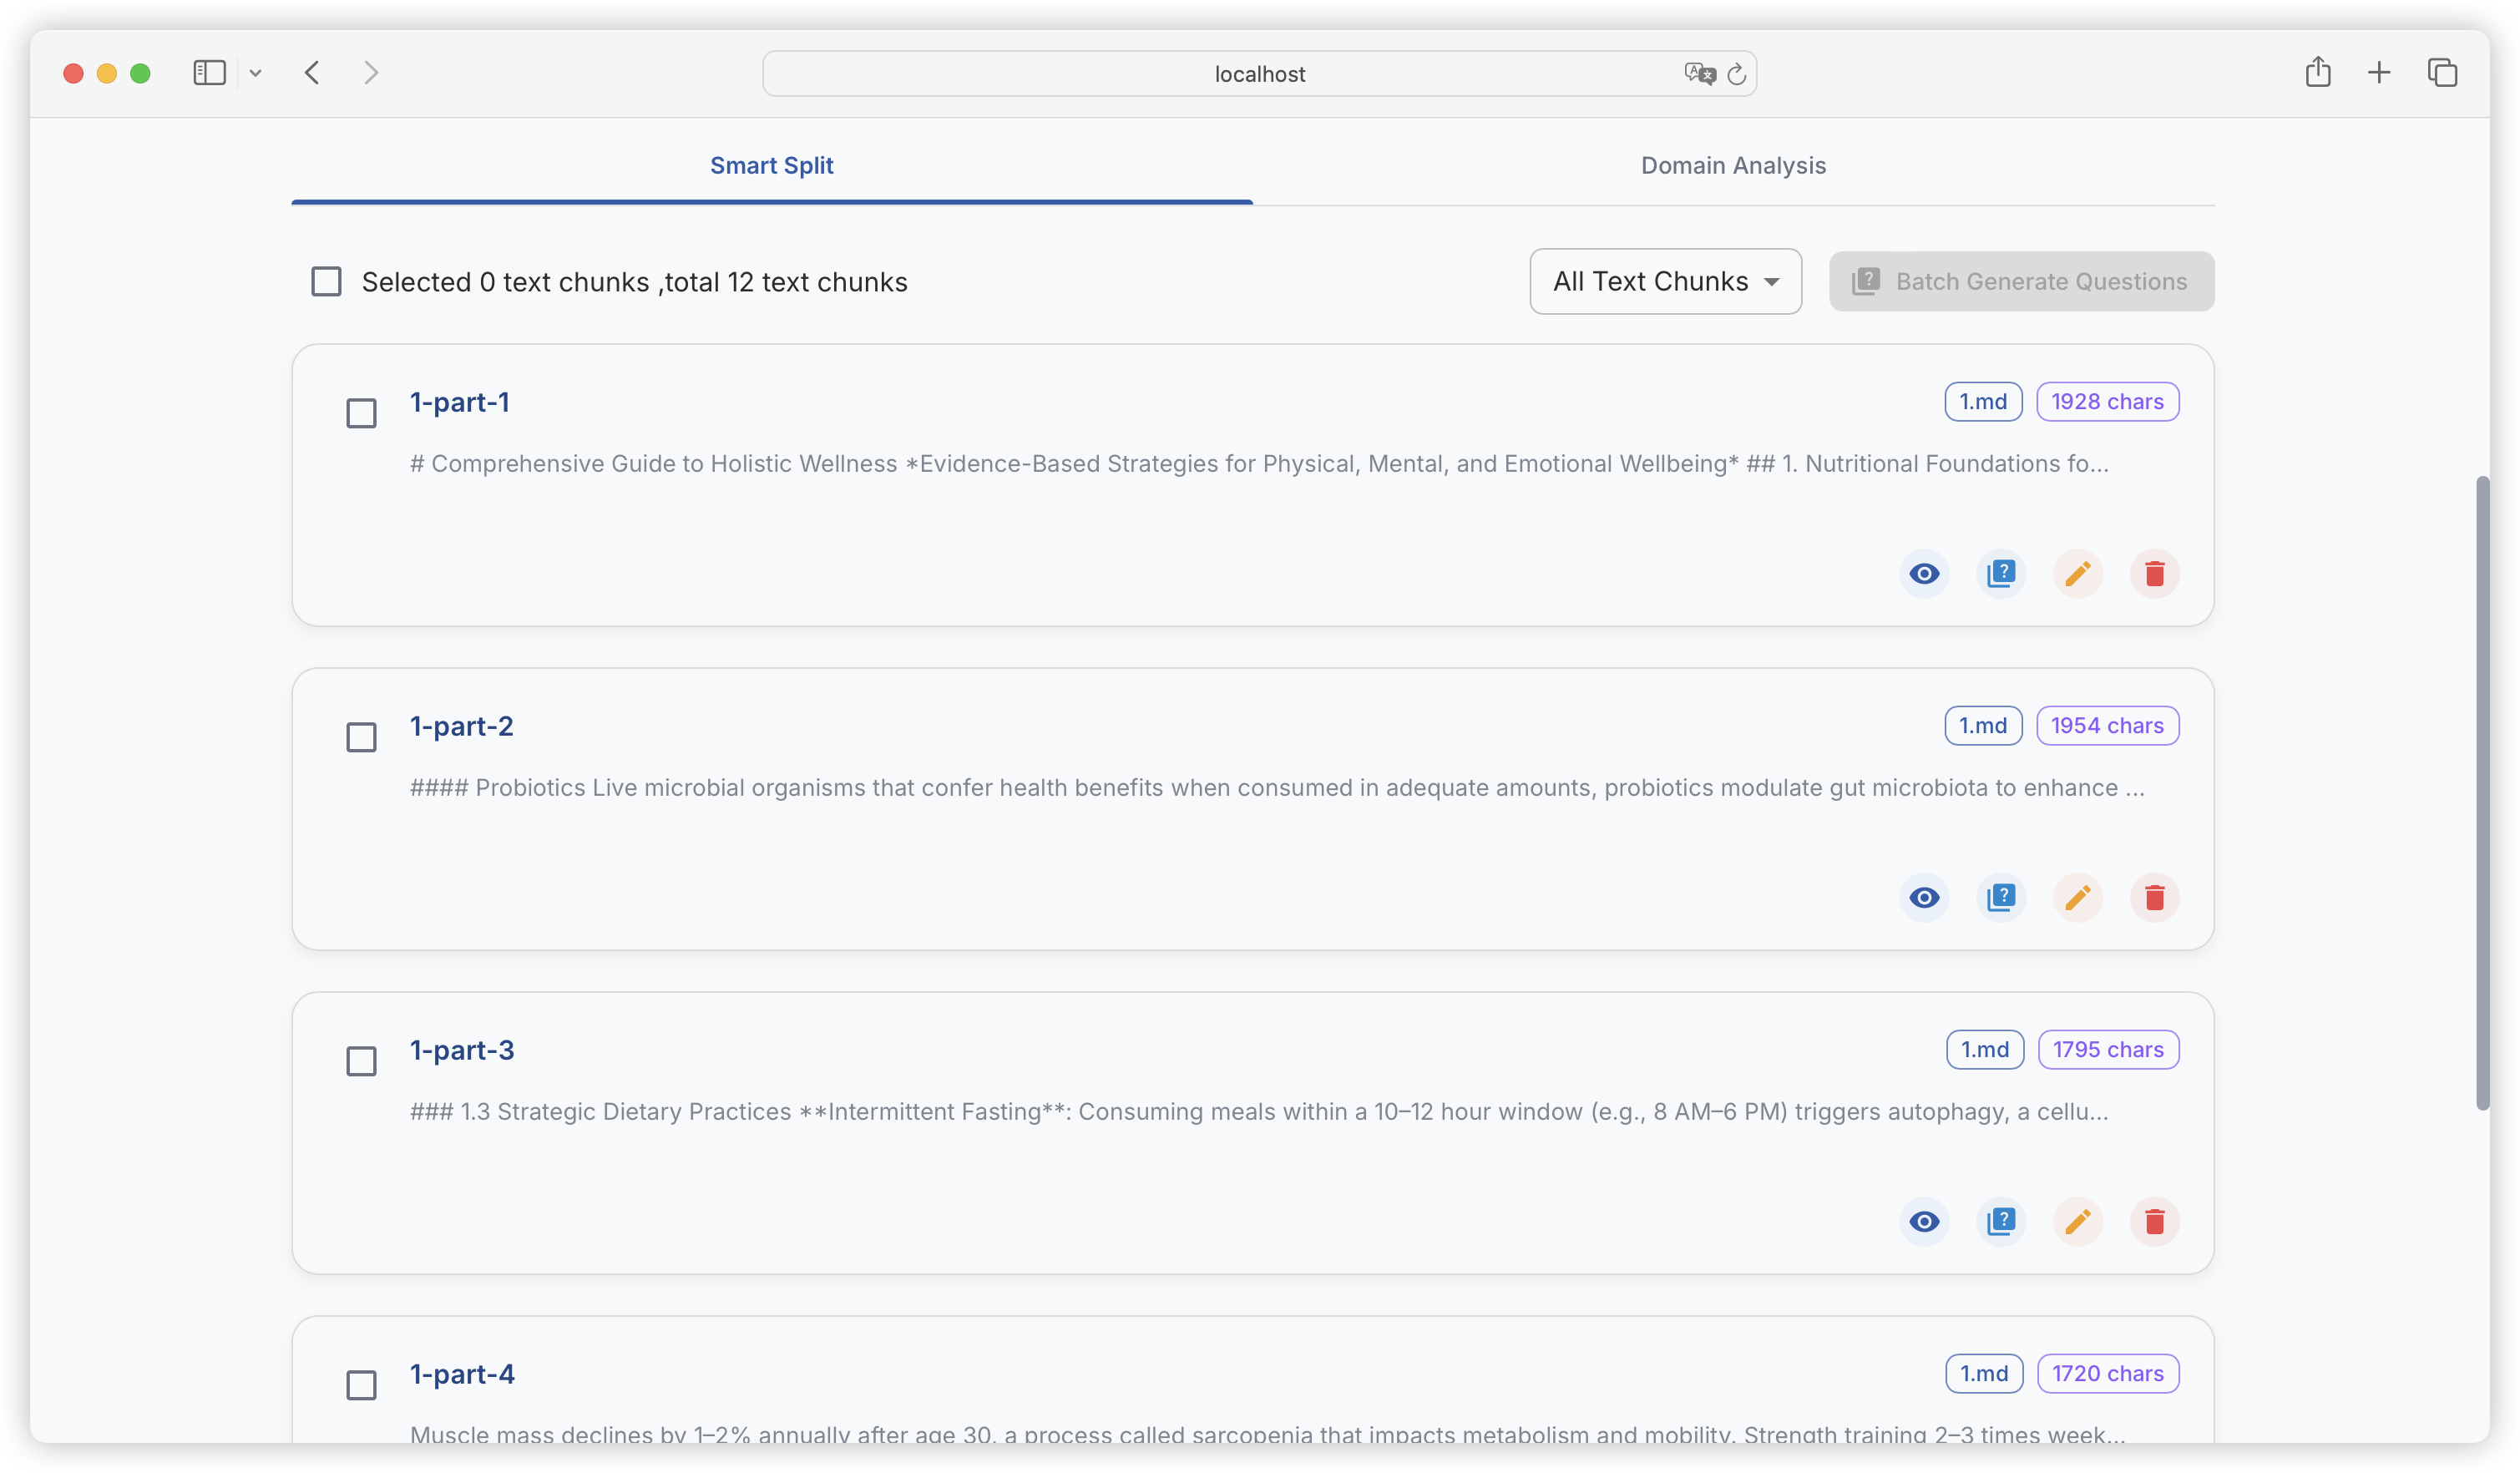 localhost
Smart Split
Domain Analysis
Selected 0 text chunks ,total 12 text chunks
All Text Chunks
Batch Generate Questions
1-part-1
1.md
1928 chars
# Comprehensive Guide to Holistic Wellness *Evidence-Based Strategies for Physical, Mental, and Emotional Wellbeing* ## 1. Nutritional Foundations fo...
1-part-2
1.md
1954 chars
#### Probiotics Live microbial organisms that confer health benefits when consumed in adequate amounts, probiotics modulate gut microbiota to enhance ...
1-part-3
1.md
1795 chars
### 1.3 Strategic Dietary Practices **Intermittent Fasting**: Consuming meals within a 10–12 hour window (e.g., 8 AM–6 PM) triggers autophagy, a cellu...
1-part-4
1.md
1720 chars
Muscle mass declines by 1–2% annually after age 30, a process called sarcopenia that impacts metabolism and mobility. Strength training 2–3 times week...